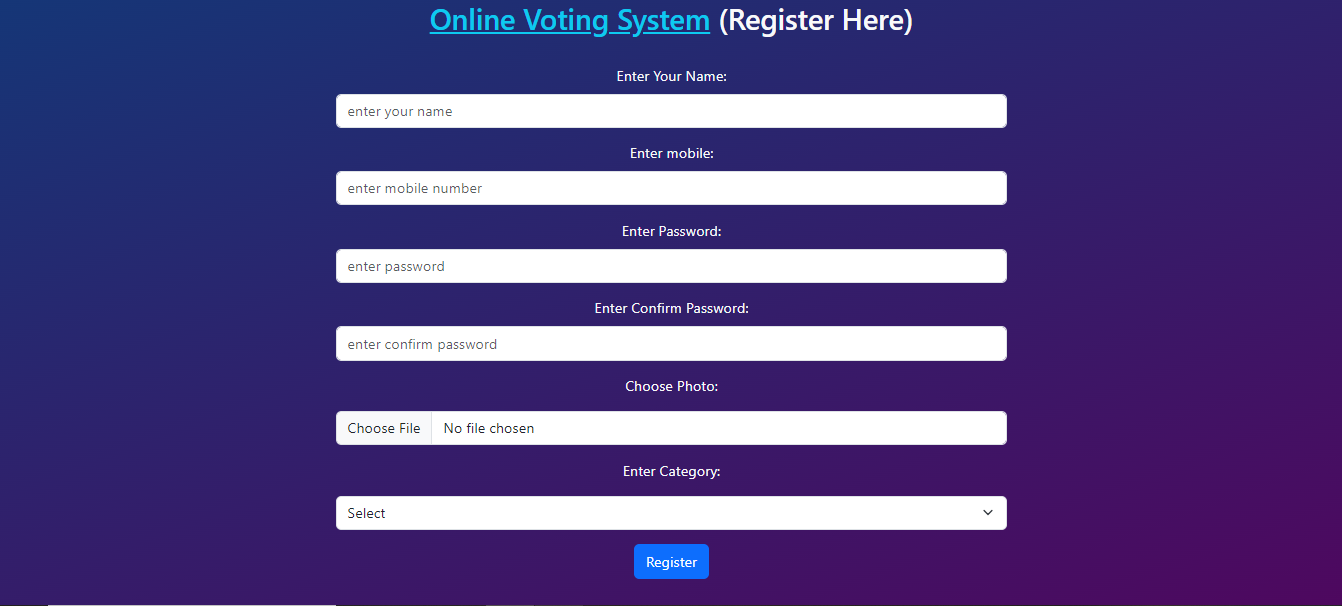 Online Voting System (Register Here)
Enter Your Name:
enter your name
Enter mobile:
enter mobile number
Enter Password:
enter password
Enter Confirm Password:
enter confirm password
Choose Photo:
Choose File No file chosen
Enter Category:
Select
Register